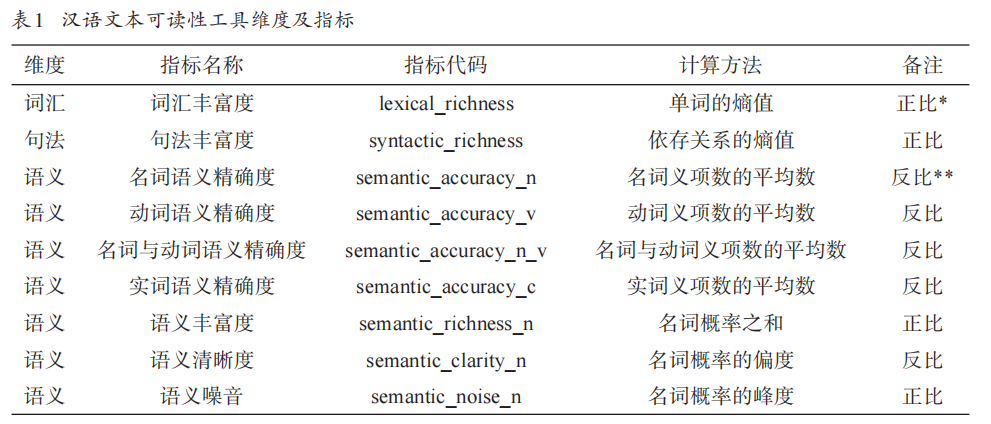 表1 汉语文本可读性工具维度及指标
维度 指标名称 指标代码 计算方法 备注
词汇 词汇丰富度 lexical_richness 单词的熵值 正比*
句法 句法丰富度 syntactic_richness 依存关系的熵值 正比
语义 名词语义精确度 semantic_accuracy_n 名词义项数的平均数 反比**
语义 动词语义精确度 semantic_accuracy_v 动词义项数的平均数 反比
语义 名词与动词语义精确度 semantic_accuracy_n_v 名词与动词义项数的平均数 反比
语义 实词语义精确度 semantic_accuracy_c 实词义项数的平均数 反比
语义 语义丰富度 semantic_richness_n 名词概率之和 正比
语义 语义清晰度 semantic_clarity_n 名词概率的偏度 反比
语义 语义噪音 semantic_noise_n 名词概率的峰度 正比